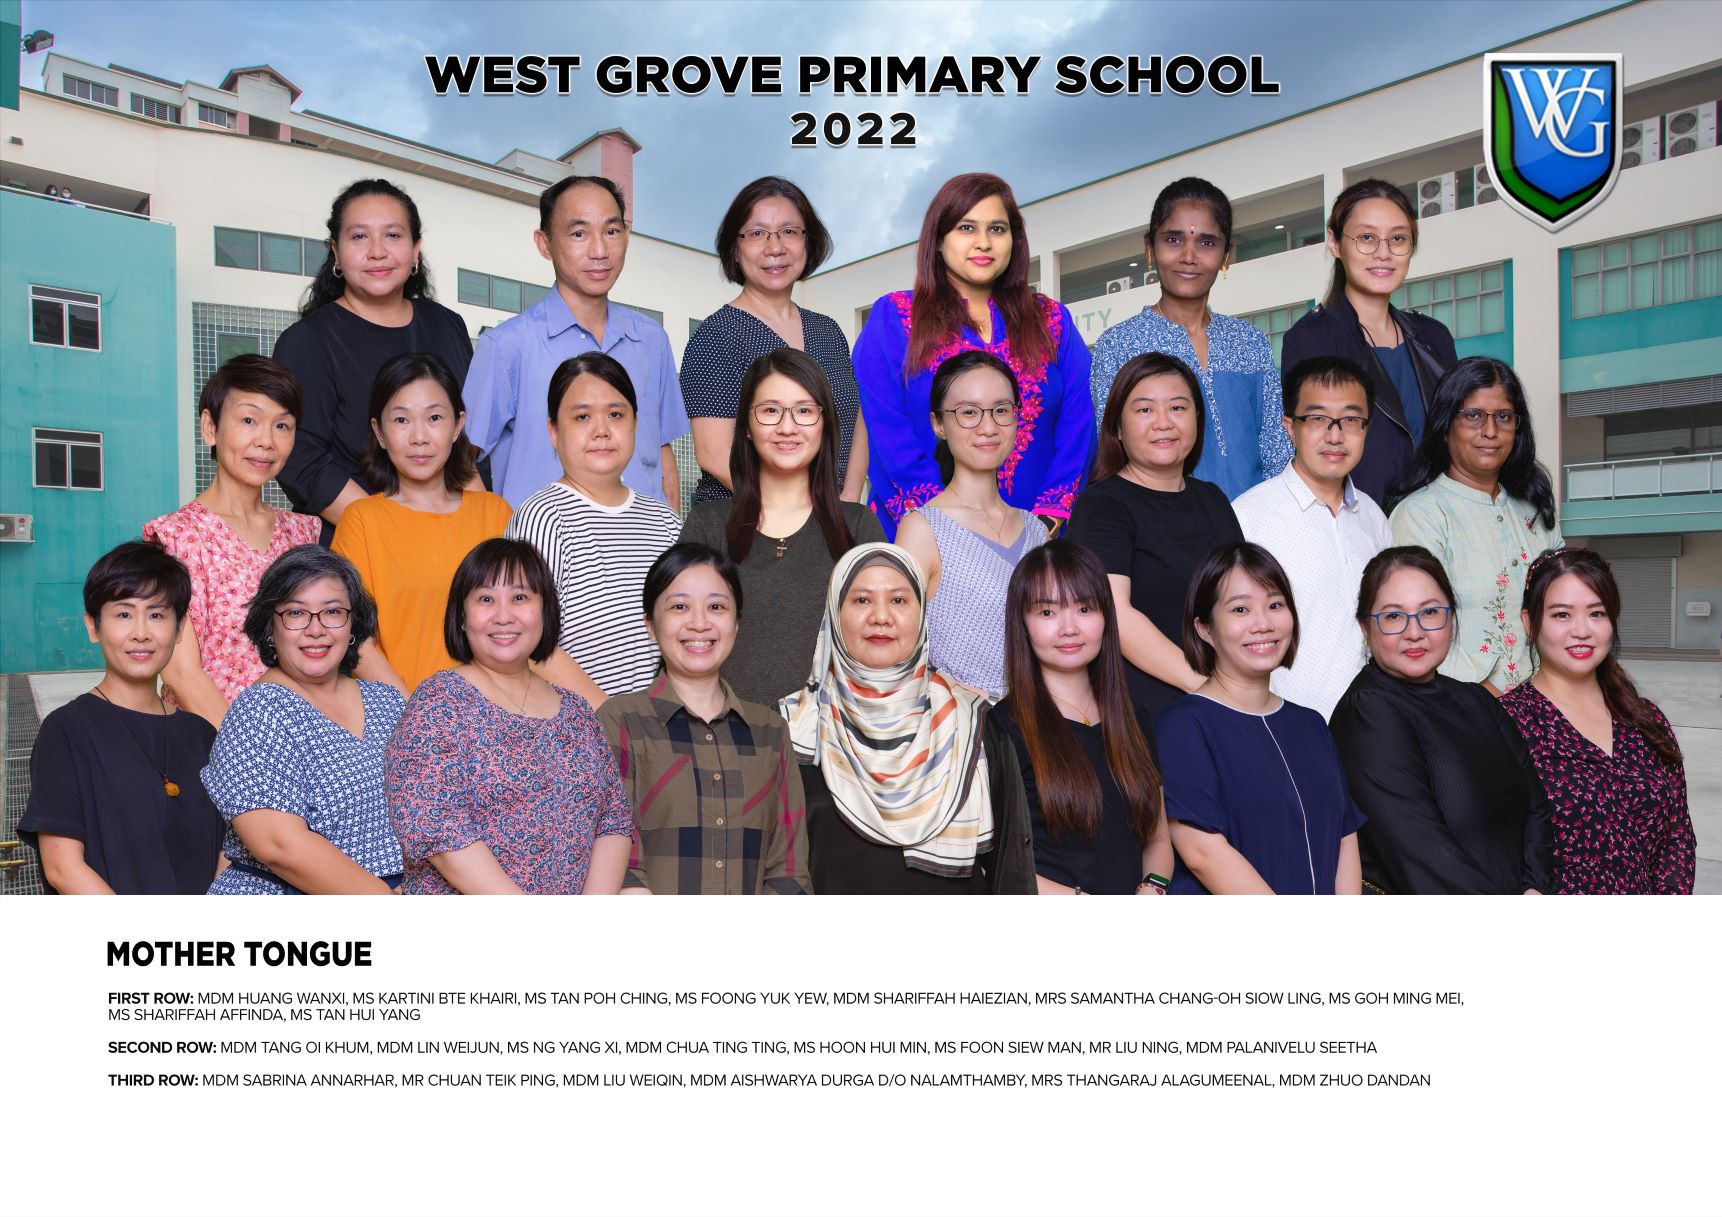 WEST GROVE PRIMARY SCHOOL
2022
WG
ITY
MOTHER TONGUE
FIRST ROW: MDM HUANG WANXI, MS KARTINI BTE KHAIRI, MS TAN POH CHING, MS FOONG YUK YEW, MDM SHARIFFAH HAIEZIAN, MRS SAMANTHA CHANG-OH SIOW LING, MS GOH MING MEI,
MS SHARIFFAH AFFINDA, MS TAN HUI YANG
SECOND ROW: MDM TANG OI KHUM, MDM LIN WEIJUN, MS NG YANG XI, MDM CHUA TING TING, MS HOON HUI MIN, MS FOON SIEW MAN, MR LIU NING, MDM PALANIVELU SEETHA
THIRD ROW: MDM SABRINA ANNARHAR, MR CHUAN TEIK PING, MDM LIU WEIQIN, MDM AISHWARYA DURGA D/O NALAMTHAMBY, MRS THANGARAJ ALAGUMEENAL, MDM ZHUO DANDAN